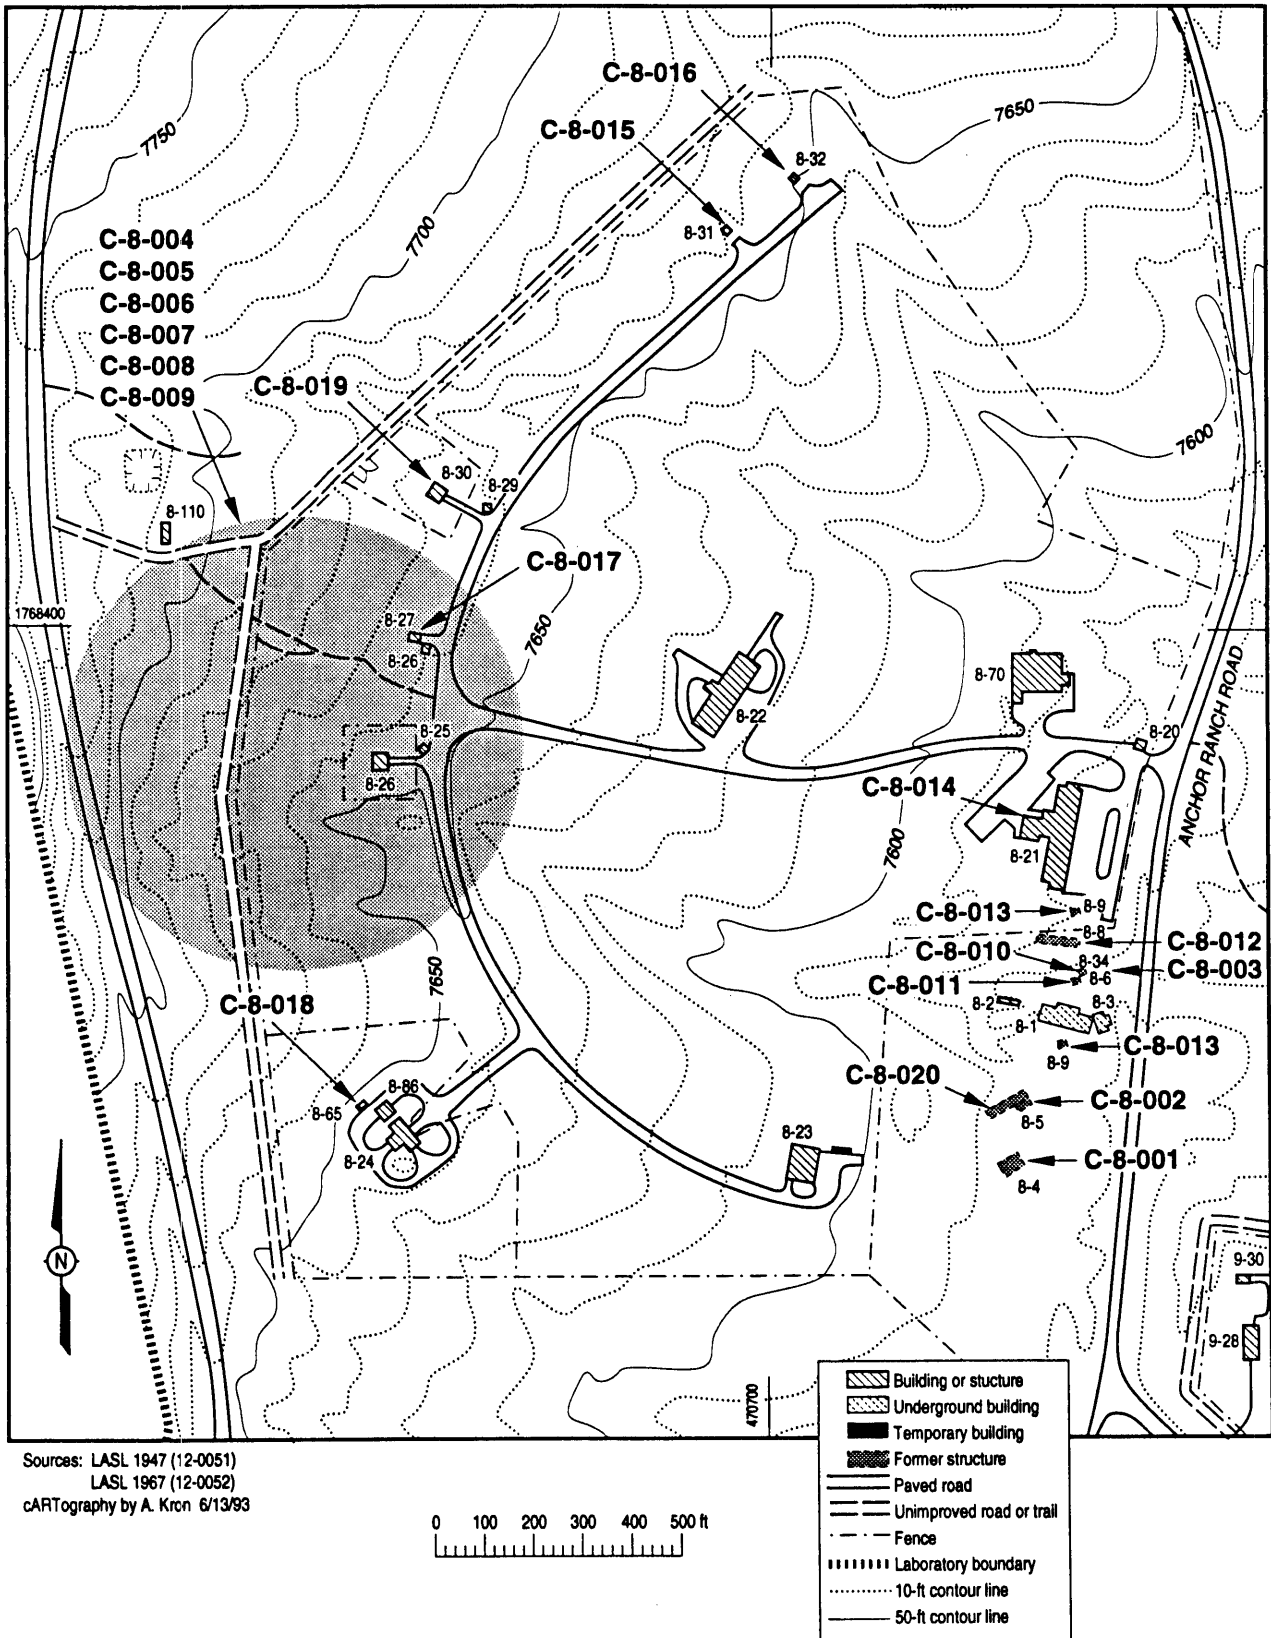 C-8-016
7650
7750
C-8-015
8-32
8-31
7700
C-8-004
C-8-005
C-8-006
C-8-007
C-8-008
C-8-009
C-8-019
7600
8-30
8-29
8-110
C-8-017
1768400
8-27
8-26
7650
8-70
8-22
8-25
8-20
8-26
ANCHOR RANCH ROAD
C-8-014
7600
8-21
C-8-013
8-9
8-8
C-8-012
C-8-010
8-34
C-8-003
C-8-011
8-6
7650
8-2
8-3
8-1
C-8-018
8-9
C-8-013
C-8-020
8-86
8-65
C-8-002
8-5
8-23
8-24
C-8-001
8-4
N
9-30
9-28
470700
Building or stucture
Underground building
Temporary building
Former structure
Paved road
Unimproved road or trail
Fence
Laboratory boundary
10-ft contour line
50-ft contour line
Sources: LASL 1947 (12-0051)
LASL 1967 (12-0052)
cARTography by A. Kron 6/13/93
0 100 200 300 400 500 ft